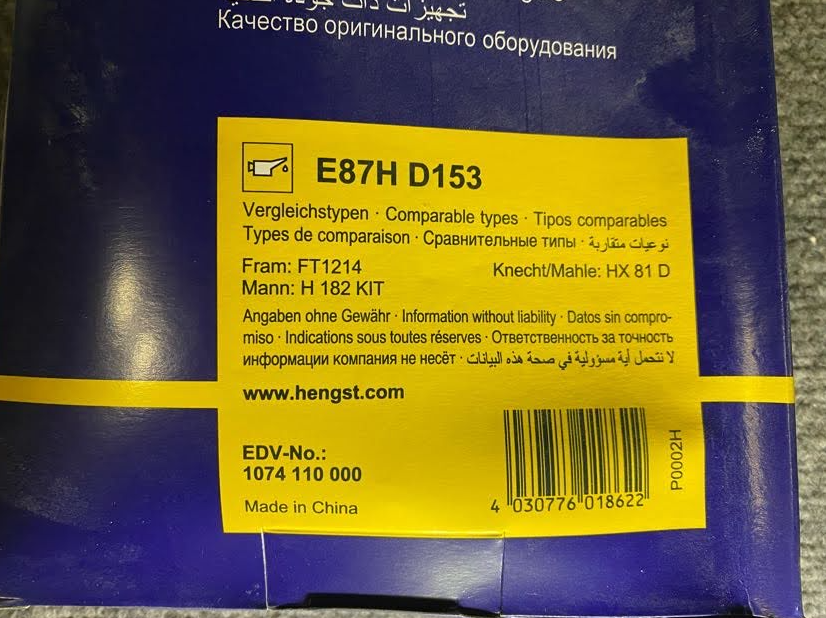 تجهيزات ذات جودة
Качество оригинального оборудования
E87H D153
Vergleichstypen · Comparable types · Tipos comparables
Types de comparaison · Сравнительные типы · نوعيات متقاربة
Fram: FT1214
Knecht/Mahle: HX 81 D
Mann: H 182 KIT
Angaben ohne Gewähr · Information without liability · Datos sin compro-
miso · Indications sous toutes réserves · Ответственность за точность
информации компания не несёт · لا نتحمل أية مسؤولية في صحة هذه البيانات
www.hengst.com
EDV-No.:
1074 110 000
Made in China
4 030776 018622
P0002H